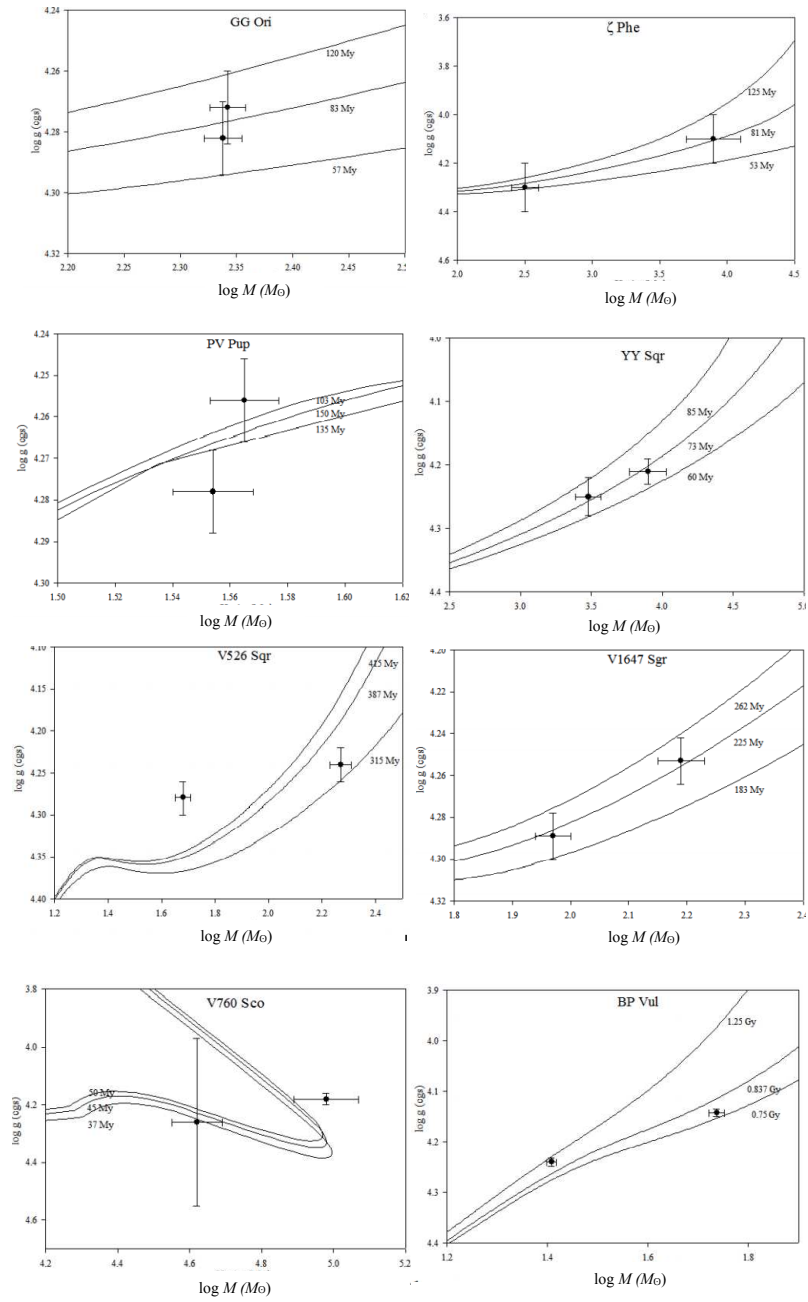 GG Ori
4.24
4.26
4.28
4.30
4.32
log g (cgs)
120 My
83 My
57 My
2.20 2.25 2.30 2.35 2.40 2.45 2.5
log M (M⊙)
ζ Phe
3.6
3.8
4.0
4.2
4.4
4.6
log g (cgs)
125 My
81 My
53 My
2.0 2.5 3.0 3.5 4.0 4.5
log M (M⊙)
PV Pup
4.24
4.25
4.26
4.27
4.28
4.29
4.30
log g (cgs)
103 My
150 My
135 My
1.50 1.52 1.54 1.56 1.58 1.60 1.62
log M (M⊙)
YY Sqr
4.0
4.1
4.2
4.3
4.4
log g (cgs)
85 My
73 My
60 My
2.5 3.0 3.5 4.0 4.5 5.0
log M (M⊙)
V526 Sqr
4.10
4.15
4.20
4.25
4.30
4.35
4.40
log g (cgs)
415 My
387 My
315 My
1.2 1.4 1.6 1.8 2.0 2.2 2.4
log M (M⊙)
V1647 Sgr
4.20
4.22
4.24
4.26
4.28
4.30
4.32
log g (cgs)
262 My
225 My
183 My
1.8 1.9 2.0 2.1 2.2 2.3 2.4
log M (M⊙)
V760 Sco
3.8
4.0
4.2
4.4
4.6
log g (cgs)
50 My
45 My
37 My
4.2 4.4 4.6 4.8 5.0 5.2
log M (M⊙)
BP Vul
3.9
4.0
4.1
4.2
4.3
4.4
log g (cgs)
1.25 Gy
0.837 Gy
0.75 Gy
1.2 1.4 1.6 1.8
log M (M⊙)